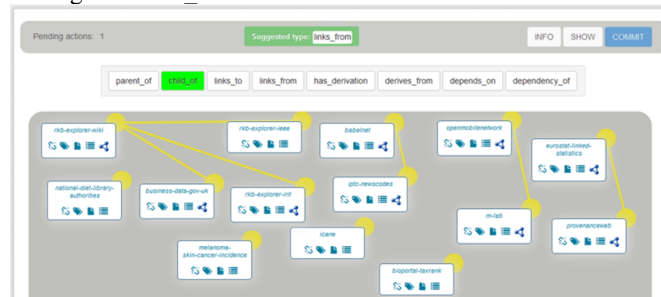 Pending actions: 1
Suggested type: links_from
INFO
SHOW
COMMIT
parent_of
child_of
links_to
links_from
has_derivation
derives_from
depends_on
dependency_of
rkb-explorer-wiki
rkb-explorer-ieee
babelnet
openmobilenetwork
eurostat-linked-
statistics
national-diet-library-
authorities
business-data-gov-uk
rkb-explorer-irit
iptc-newscodes
m-lab
provenanceweb
melanoma-
skin-cancer-incidence
icane
bioportal-taxrank